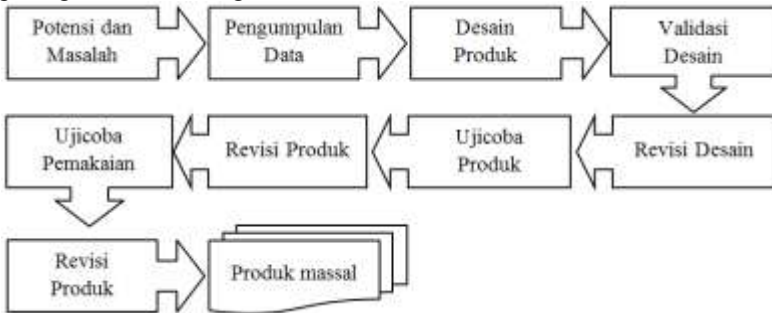 Potensi dan
Masalah
Pengumpulan
Data
Desain
Produk
Validasi
Desain
Revisi Desain
Ujicoba
Produk
Revisi Produk
Ujicoba
Pemakaian
Revisi
Produk
Produk massal